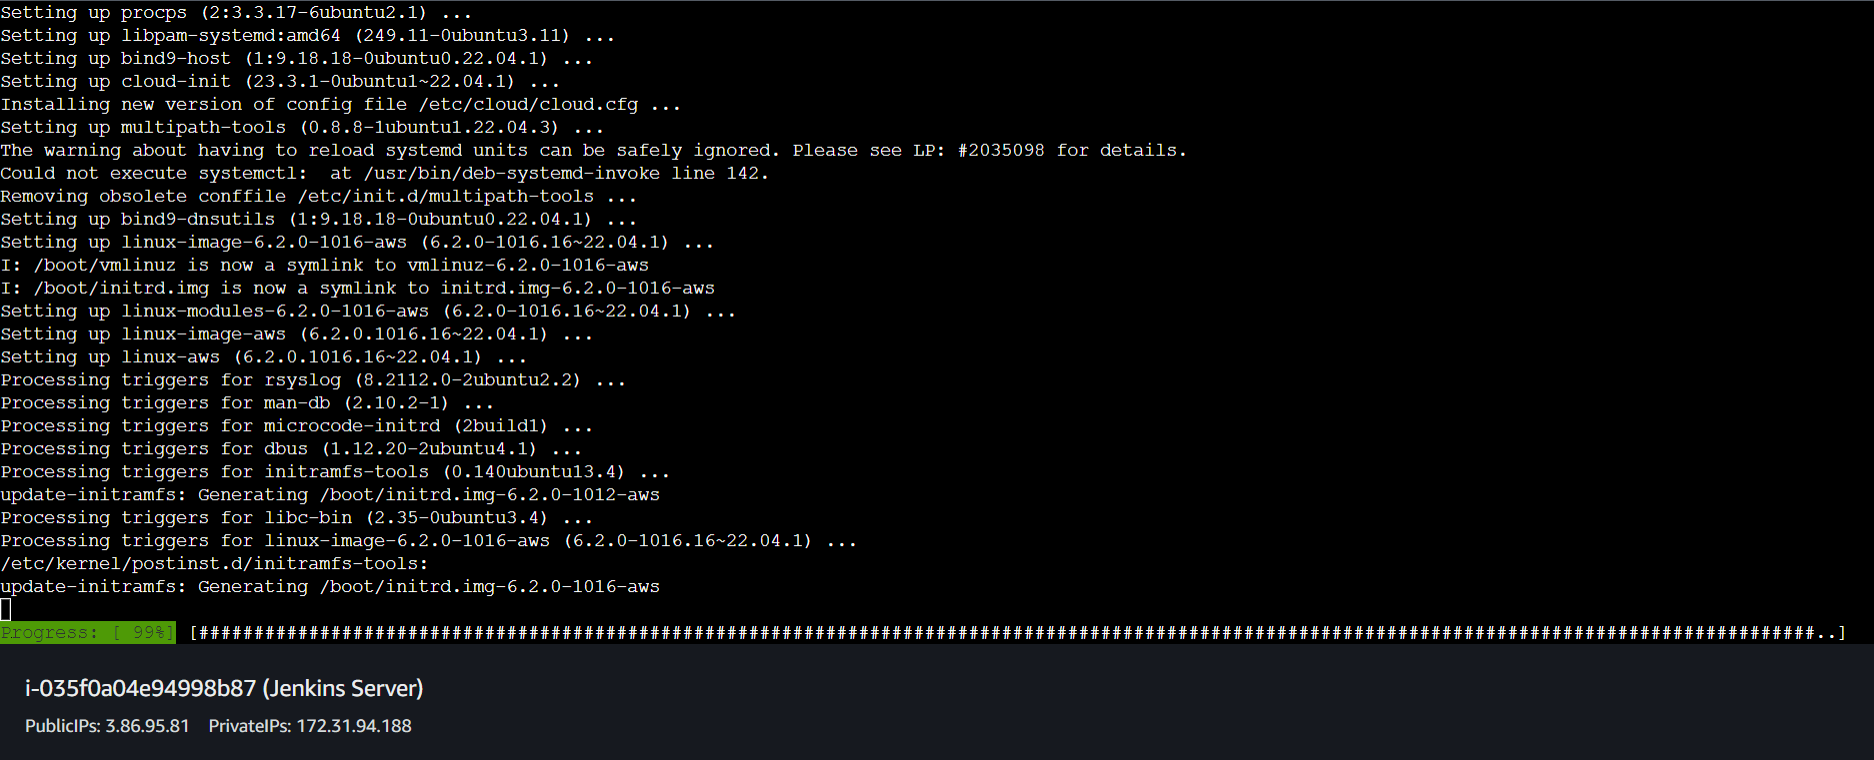 Setting up procps (2:3.3.17-6ubuntu2.1) ...
Setting up libpam-systemd:amd64 (249.11-0ubuntu3.11) ...
Setting up bind9-host (1:9.18.18-0ubuntu0.22.04.1) ...
Setting up cloud-init (23.3.1-0ubuntu1~22.04.1) ...
Installing new version of config file /etc/cloud/cloud.cfg ...
Setting up multipath-tools (0.8.8-1ubuntu1.22.04.3) ...
The warning about having to reload systemd units can be safely ignored. Please see LP: #2035098 for details.
Could not execute systemctl:  at /usr/bin/deb-systemd-invoke line 142.
Removing obsolete conffile /etc/init.d/multipath-tools ...
Setting up bind9-dnsutils (1:9.18.18-0ubuntu0.22.04.1) ...
Setting up linux-image-6.2.0-1016-aws (6.2.0-1016.16~22.04.1) ...
I: /boot/vmlinuz is now a symlink to vmlinuz-6.2.0-1016-aws
I: /boot/initrd.img is now a symlink to initrd.img-6.2.0-1016-aws
Setting up linux-modules-6.2.0-1016-aws (6.2.0-1016.16~22.04.1) ...
Setting up linux-image-aws (6.2.0.1016.16~22.04.1) ...
Setting up linux-aws (6.2.0.1016.16~22.04.1) ...
Processing triggers for rsyslog (8.2112.0-2ubuntu2.2) ...
Processing triggers for man-db (2.10.2-1) ...
Processing triggers for microcode-initrd (2build1) ...
Processing triggers for dbus (1.12.20-2ubuntu4.1) ...
Processing triggers for initramfs-tools (0.140ubuntu13.4) ...
update-initramfs: Generating /boot/initrd.img-6.2.0-1012-aws
Processing triggers for libc-bin (2.35-0ubuntu3.4) ...
Processing triggers for linux-image-6.2.0-1016-aws (6.2.0-1016.16~22.04.1) ...
/etc/kernel/postinst.d/initramfs-tools:
update-initramfs: Generating /boot/initrd.img-6.2.0-1016-aws
Progress: [ 99%] [###################################################################################################################################################..]
i-035f0a04e94998b87 (Jenkins Server)
PublicIPs: 3.86.95.81 PrivateIPs: 172.31.94.188